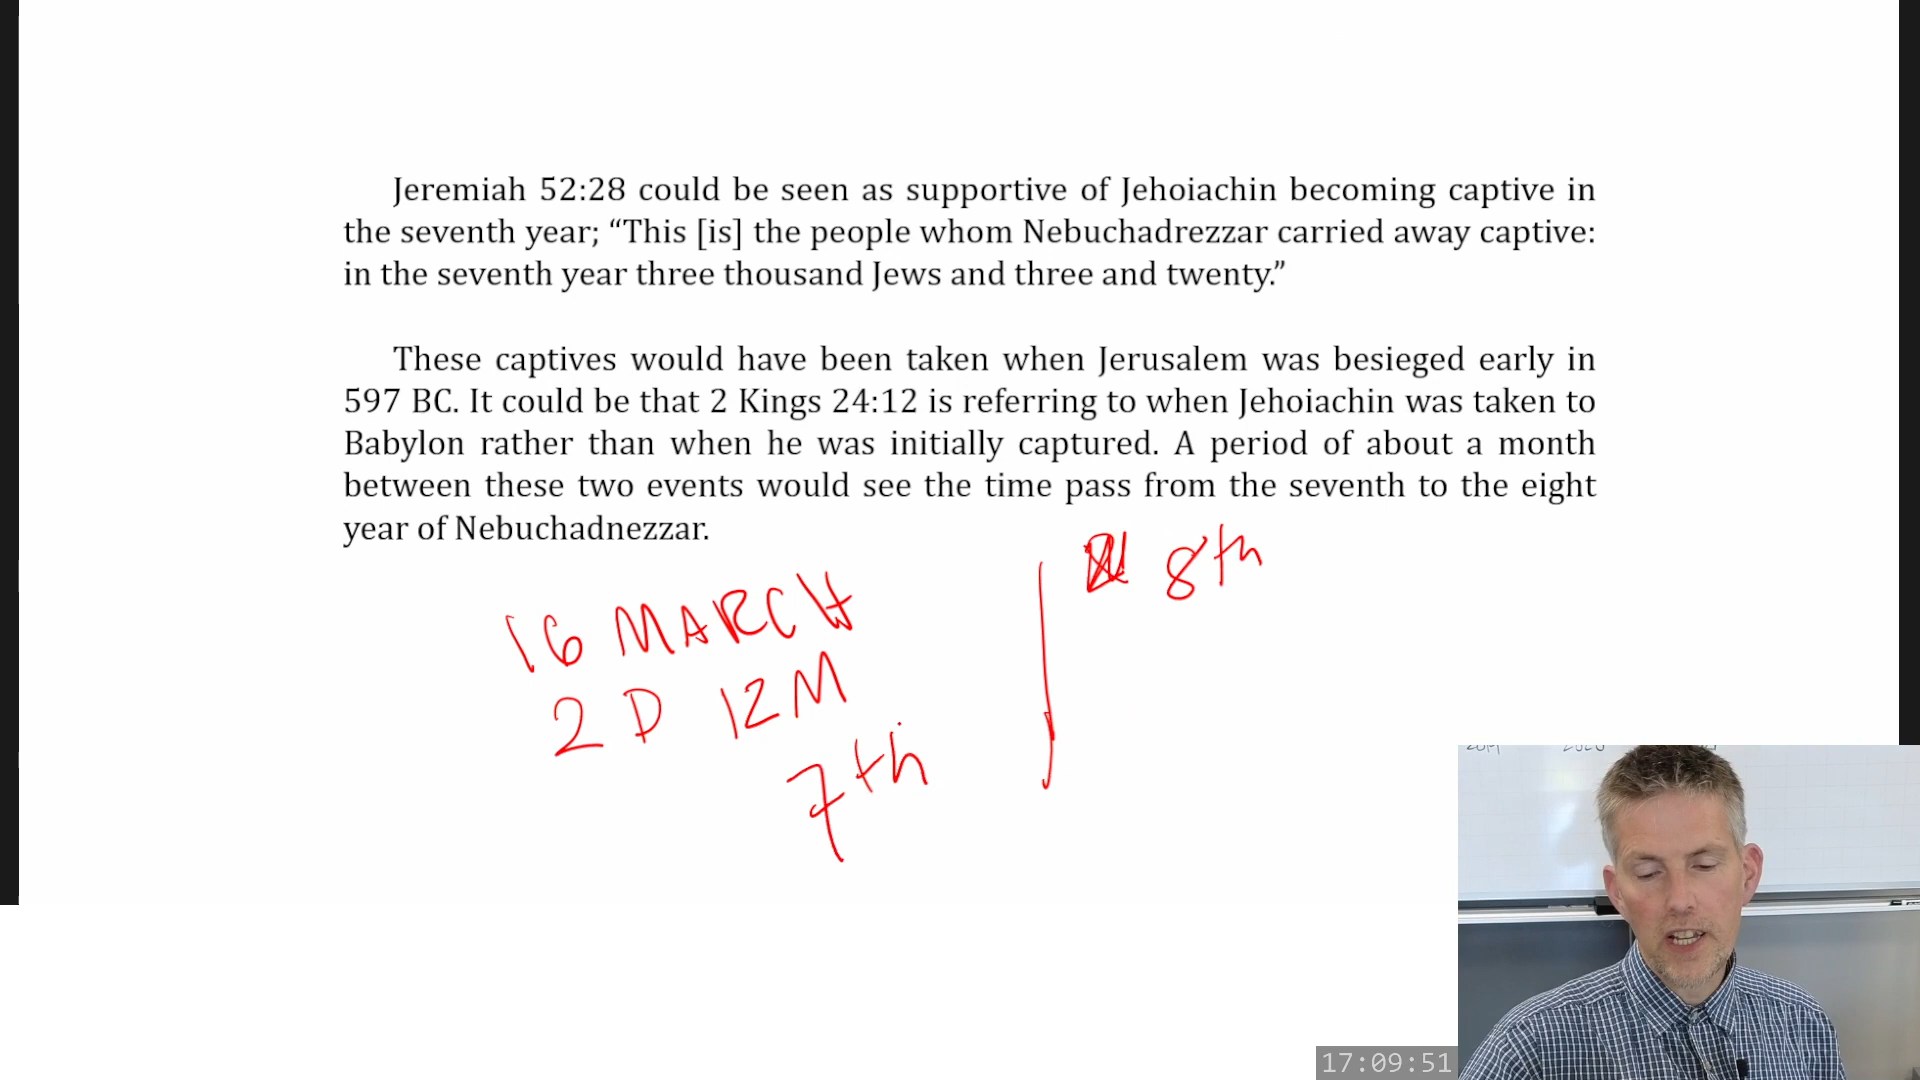 Jeremiah 52:28 could be seen as supportive of Jehoiachin becoming captive in
the seventh year; “This [is] the people whom Nebuchadrezzar carried away captive:
in the seventh year three thousand Jews and three and twenty.”
These captives would have been taken when Jerusalem was besieged early in
597 BC. It could be that 2 Kings 24:12 is referring to when Jehoiachin was taken to
Babylon rather than when he was initially captured. A period of about a month
between these two events would see the time pass from the seventh to the eight
year of Nebuchadnezzar.
8th
16 MARCH
2 D 12M
7th
17:09:51